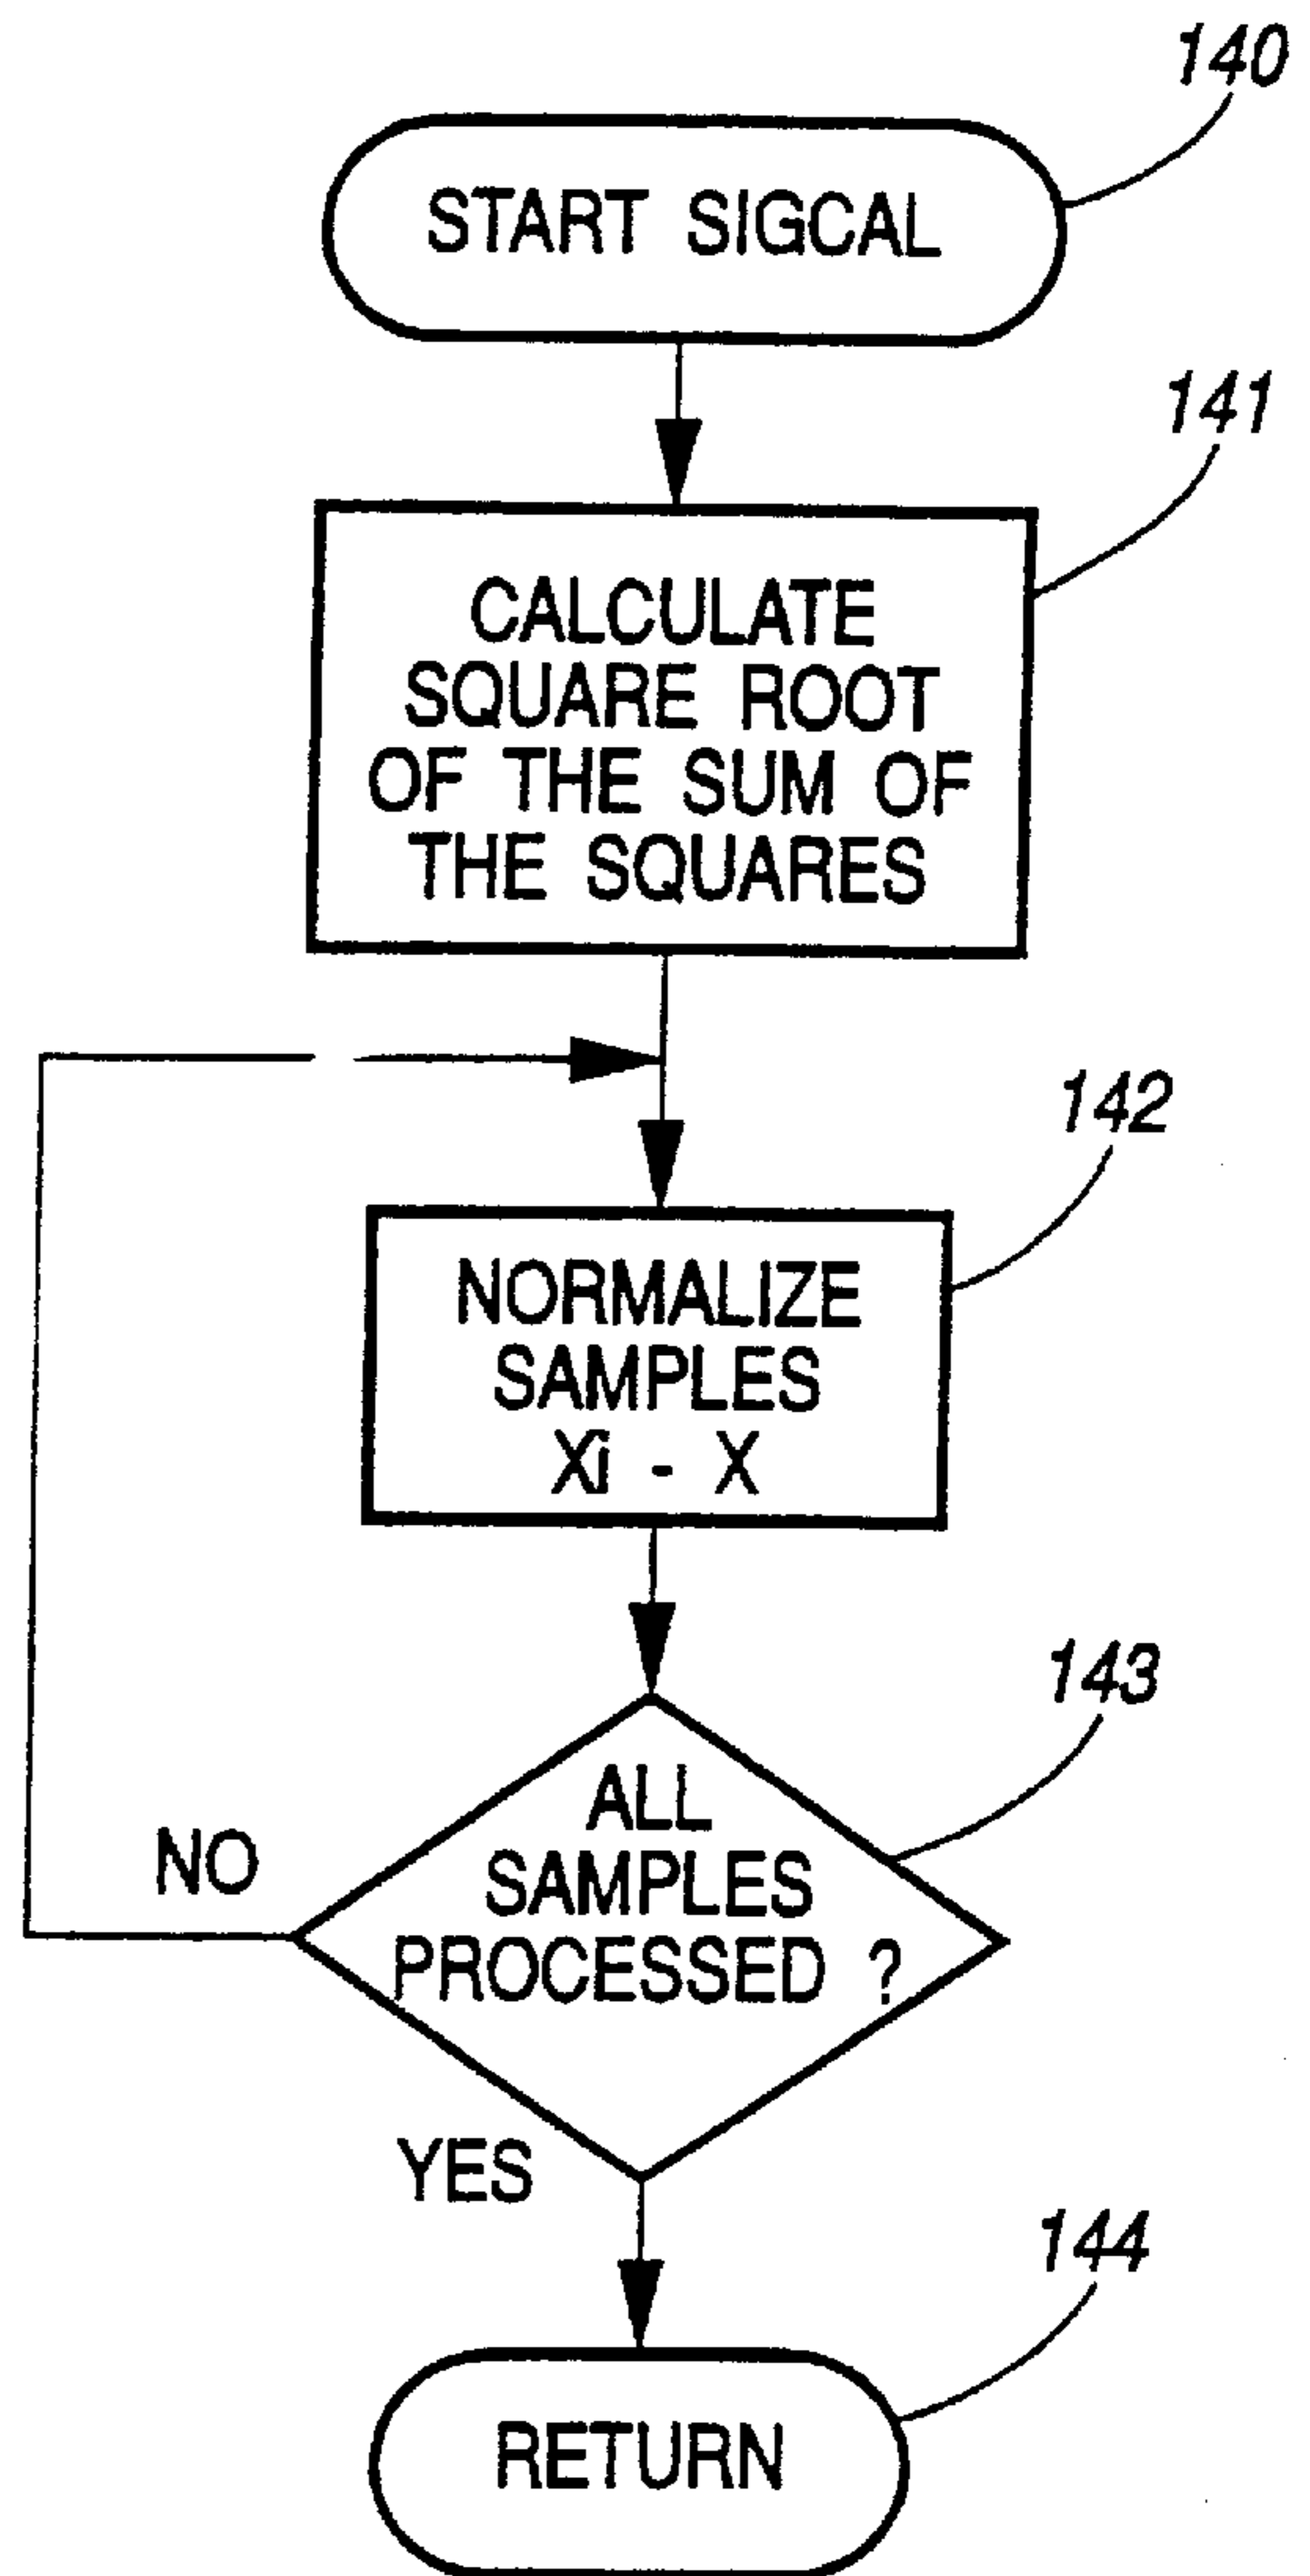 140
START SIGCAL
141
CALCULATE
SQUARE ROOT
OF THE SUM OF
THE SQUARES
142
NORMALIZE
SAMPLES
Xi - X
143
ALL
SAMPLES
PROCESSED ?
NO
YES
144
RETURN